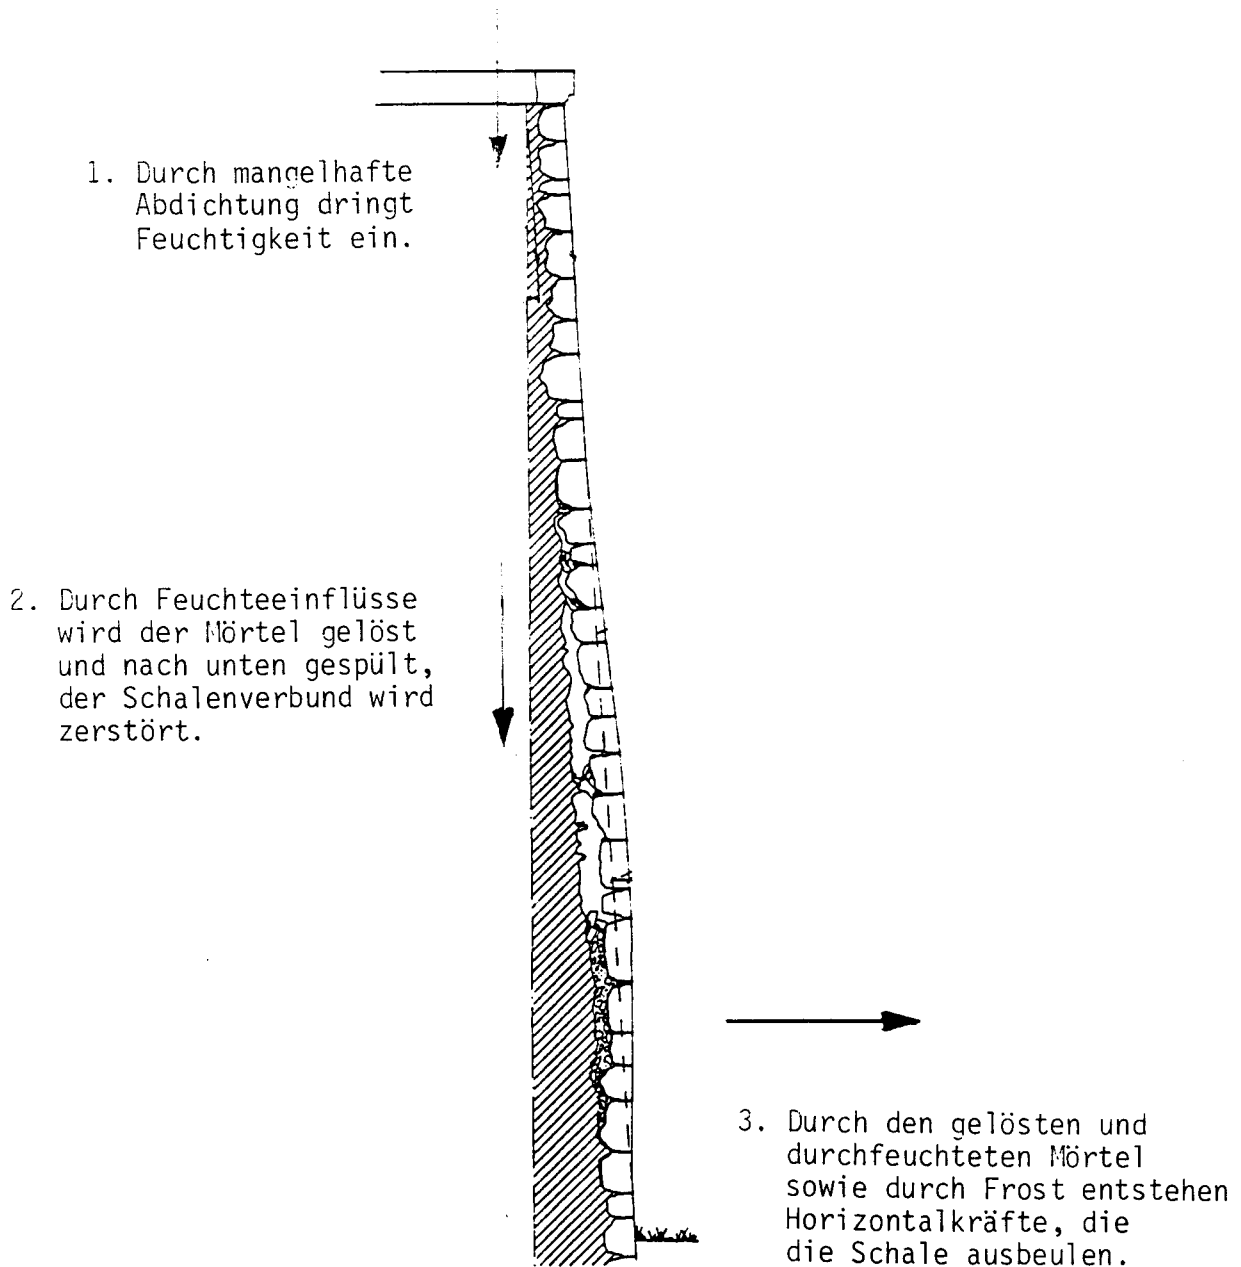 1. Durch mangelhafte
Abdichtung dringt
Feuchtigkeit ein.
2. Durch Feuchteeinflüsse
wird der Mörtel gelöst
und nach unten gespült,
der Schalenverbund wird
zerstört.
3. Durch den gelösten und
durchfeuchteten Mörtel
sowie durch Frost entstehen
Horizontalkräfte, die
die Schale ausbeulen.